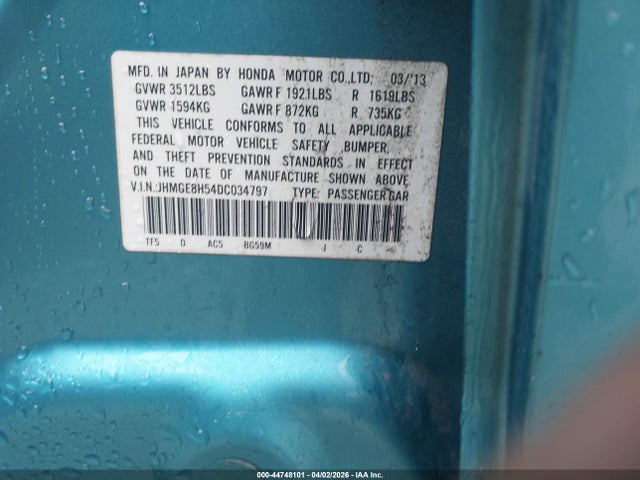 MFD. IN JAPAN BY HONDA MOTOR CO.,LTD; 03/'13
GVWR 3512LBS GAWR F 1921LBS R 1619LBS
GVWR 1594KG GAWR F 872KG R 735KG
THIS VEHICLE CONFORMS TO ALL APPLICABLE
FEDERAL MOTOR VEHICLE SAFETY ,BUMPER,
AND THEFT PREVENTION STANDARDS IN EFFECT
ON THE DATE OF MANUFACTURE SHOWN ABOVE.
V.I.N.:JHMGE8H54DC034797 TYPE: PASSENGER CAR
TF5 D AC5 BG59M J C
000-44748101 04/02/2026 IAA Inc.